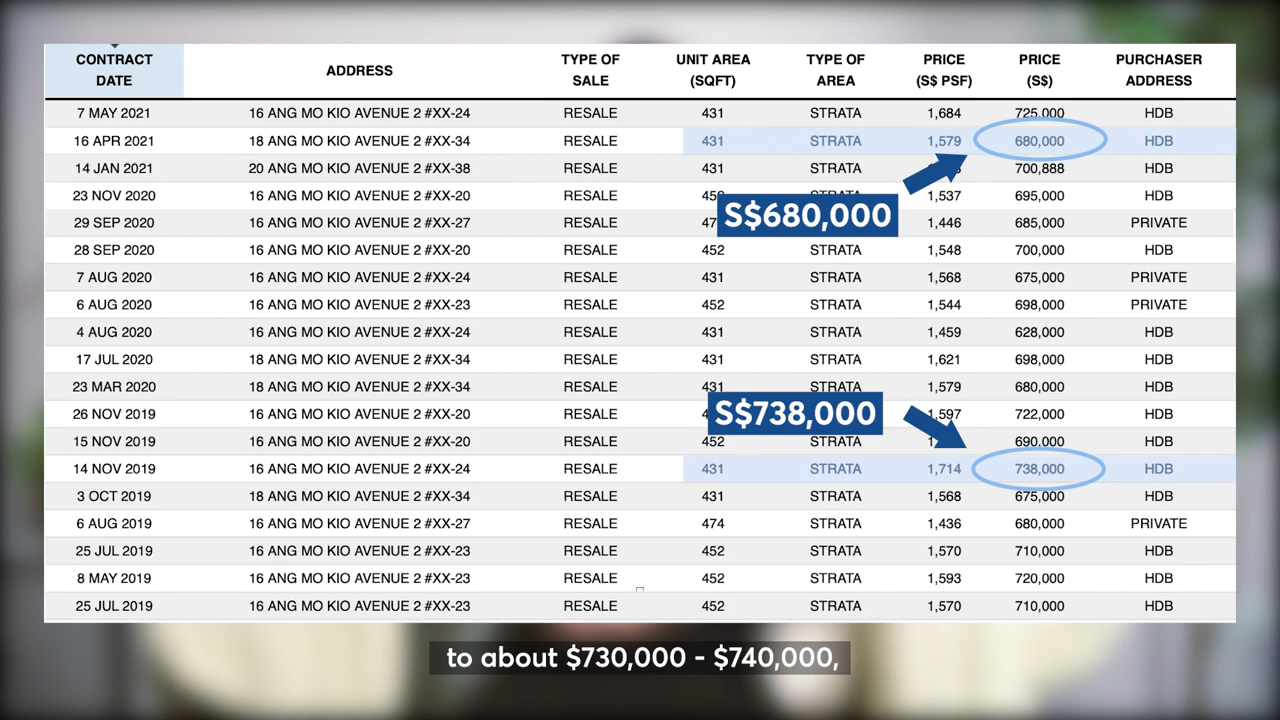 CONTRACT DATE ADDRESS TYPE OF SALE UNIT AREA (SQFT) TYPE OF AREA PRICE (S$ PSF) PRICE (S$) PURCHASER ADDRESS
7 MAY 2021 16 ANG MO KIO AVENUE 2 #XX-24 RESALE 431 STRATA 1,684 725,000 HDB
16 APR 2021 18 ANG MO KIO AVENUE 2 #XX-34 RESALE 431 STRATA 1,579 680,000 HDB
14 JAN 2021 20 ANG MO KIO AVENUE 2 #XX-38 RESALE 431 STRATA 700,888 HDB
23 NOV 2020 16 ANG MO KIO AVENUE 2 #XX-20 RESALE 1,537 695,000 HDB
S$680,000
29 SEP 2020 16 ANG MO KIO AVENUE 2 #XX-27 RESALE 1,446 685,000 PRIVATE
28 SEP 2020 16 ANG MO KIO AVENUE 2 #XX-20 RESALE 452 STRATA 1,548 700,000 HDB
7 AUG 2020 16 ANG MO KIO AVENUE 2 #XX-24 RESALE 431 STRATA 1,568 675,000 PRIVATE
6 AUG 2020 16 ANG MO KIO AVENUE 2 #XX-23 RESALE 452 STRATA 1,544 698,000 PRIVATE
4 AUG 2020 16 ANG MO KIO AVENUE 2 #XX-24 RESALE 431 STRATA 1,459 628,000 HDB
17 JUL 2020 18 ANG MO KIO AVENUE 2 #XX-34 RESALE 431 STRATA 1,621 698,000 HDB
23 MAR 2020 18 ANG MO KIO AVENUE 2 #XX-34 RESALE 431 STRATA 1,579 680,000 HDB
26 NOV 2019 16 ANG MO KIO AVENUE 2 #XX-20 RESALE 1,597 722,000 HDB
S$738,000
15 NOV 2019 16 ANG MO KIO AVENUE 2 #XX-20 RESALE 452 STRATA 690,000 HDB
14 NOV 2019 16 ANG MO KIO AVENUE 2 #XX-24 RESALE 431 STRATA 1,714 738,000 HDB
3 OCT 2019 18 ANG MO KIO AVENUE 2 #XX-34 RESALE 431 STRATA 1,568 675,000 HDB
6 AUG 2019 16 ANG MO KIO AVENUE 2 #XX-27 RESALE 474 STRATA 1,436 680,000 PRIVATE
25 JUL 2019 16 ANG MO KIO AVENUE 2 #XX-23 RESALE 452 STRATA 1,570 710,000 HDB
8 MAY 2019 16 ANG MO KIO AVENUE 2 #XX-23 RESALE 452 STRATA 1,593 720,000 HDB
25 JUL 2019 16 ANG MO KIO AVENUE 2 #XX-23 RESALE 452 STRATA 1,570 710,000 HDB
to about $730,000 - $740,000,